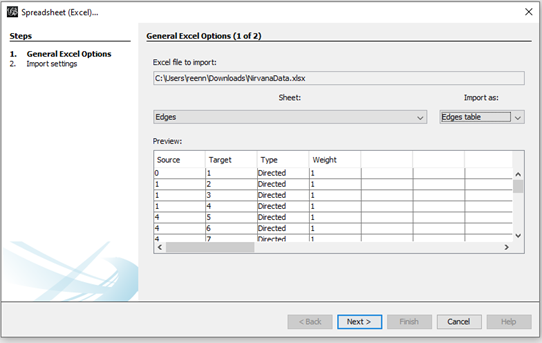 Spreadsheet (Excel)...
Steps
1. General Excel Options
2. Import settings
General Excel Options (1 of 2)
Excel file to import:
C:\Users\reenn\Downloads\NirvanaData.xlsx
Sheet: Import as:
Edges Edges table
Preview:
Source Target Type Weight
0 1 Directed 1
1 2 Directed 1
1 3 Directed 1
1 4 Directed 1
4 5 Directed 1
4 6 Directed 1
4 7 Directed 1
< Back Next > Finish Cancel Help